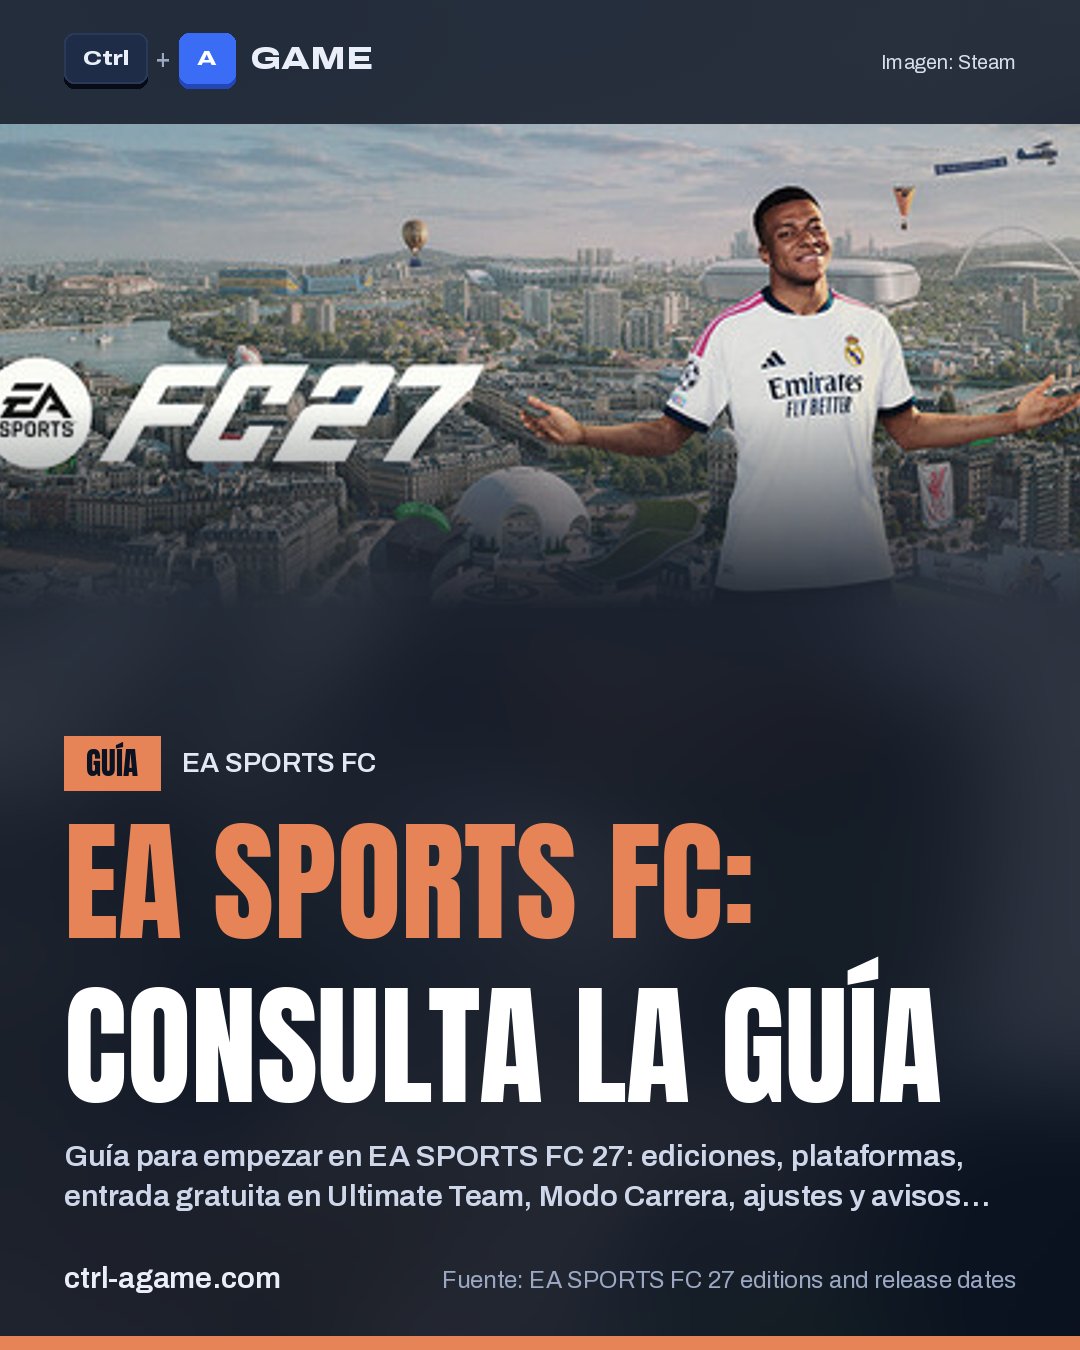 Ctrl + A GAME
Imagen: Steam
EA SPORTS FC27
Emirates
FLY BETTER
GUÍA EA SPORTS FC
EA SPORTS FC:
CONSULTA LA GUÍA
Guía para empezar en EA SPORTS FC 27: ediciones, plataformas,
entrada gratuita en Ultimate Team, Modo Carrera, ajustes y avisos...
ctrl-agame.com
Fuente: EA SPORTS FC 27 editions and release dates